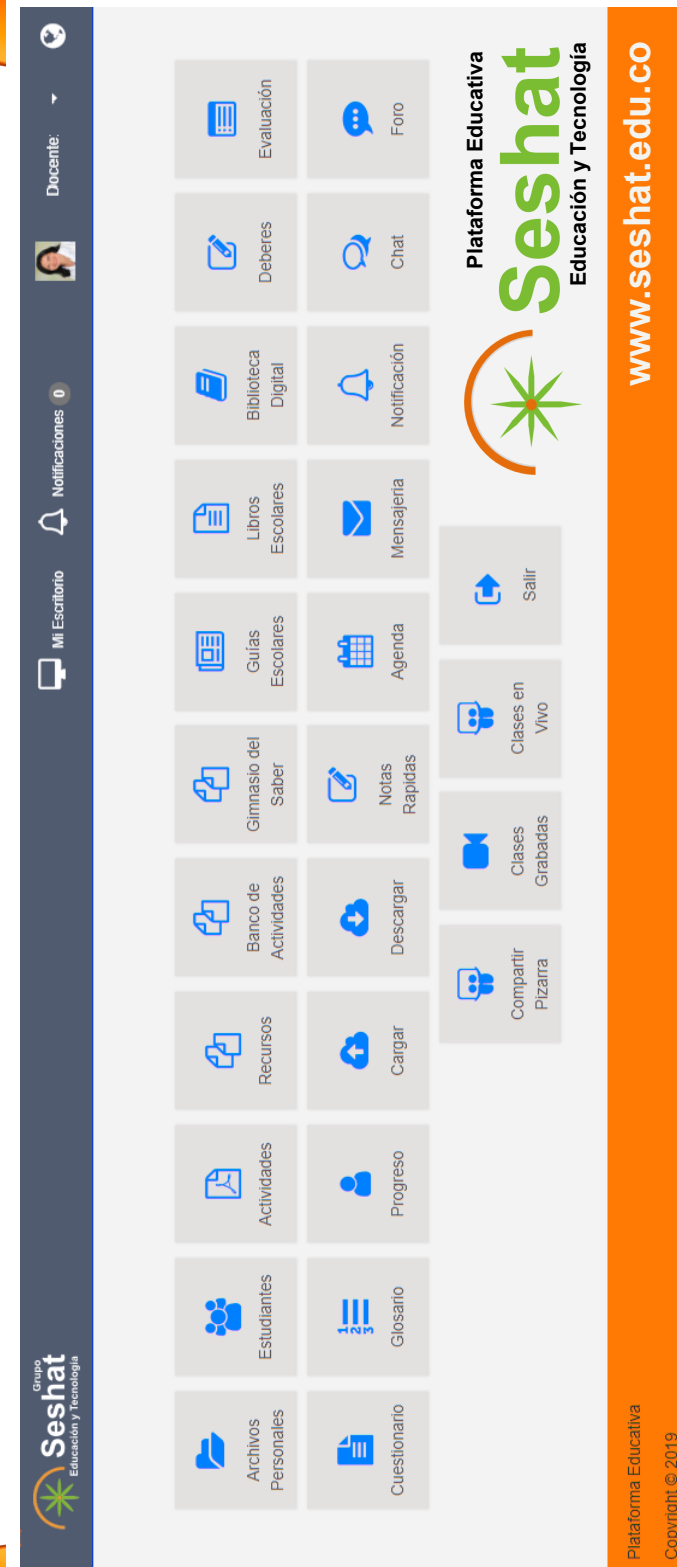 Grupo
Seshat
Educación y Tecnología
Mi Escritorio
Notificaciones 0
Docente:
Archivos
Personales
Estudiantes
Actividades
Recursos
Banco de
Actividades
Gimnasio del
Saber
Guías
Escolares
Libros
Escolares
Biblioteca
Digital
Deberes
Evaluación
Cuestionario
1
2
3
Glosario
Progreso
Cargar
Descargar
Notas
Rapidas
Agenda
Mensajeria
Notificación
Chat
Foro
Compartir
Pizarra
Clases
Grabadas
Clases en
Vivo
Salir
Plataforma Educativa
Seshat
Educación y Tecnología
Plataforma Educativa
Copyright © 2019
www.seshat.edu.co